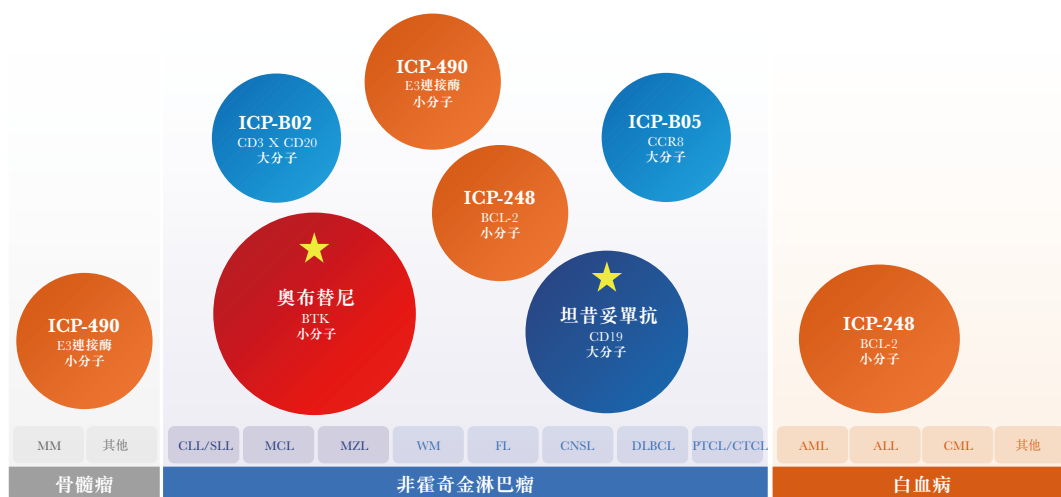 ICP-490
E3連接酶
小分子
ICP-B02
CD3 X CD20
大分子
ICP-B05
CCR8
大分子
ICP-248
BCL-2
小分子
奧布替尼
BTK
小分子
坦昔妥單抗
CD19
大分子
ICP-490
E3連接酶
小分子
ICP-248
BCL-2
小分子
MM
其他
CLL/SLL
MCL
MZL
WM
FL
CNSL
DLBCL
PTCL/CTCL
AML
ALL
CML
其他
骨髓瘤
非霍奇金淋巴瘤
白血病